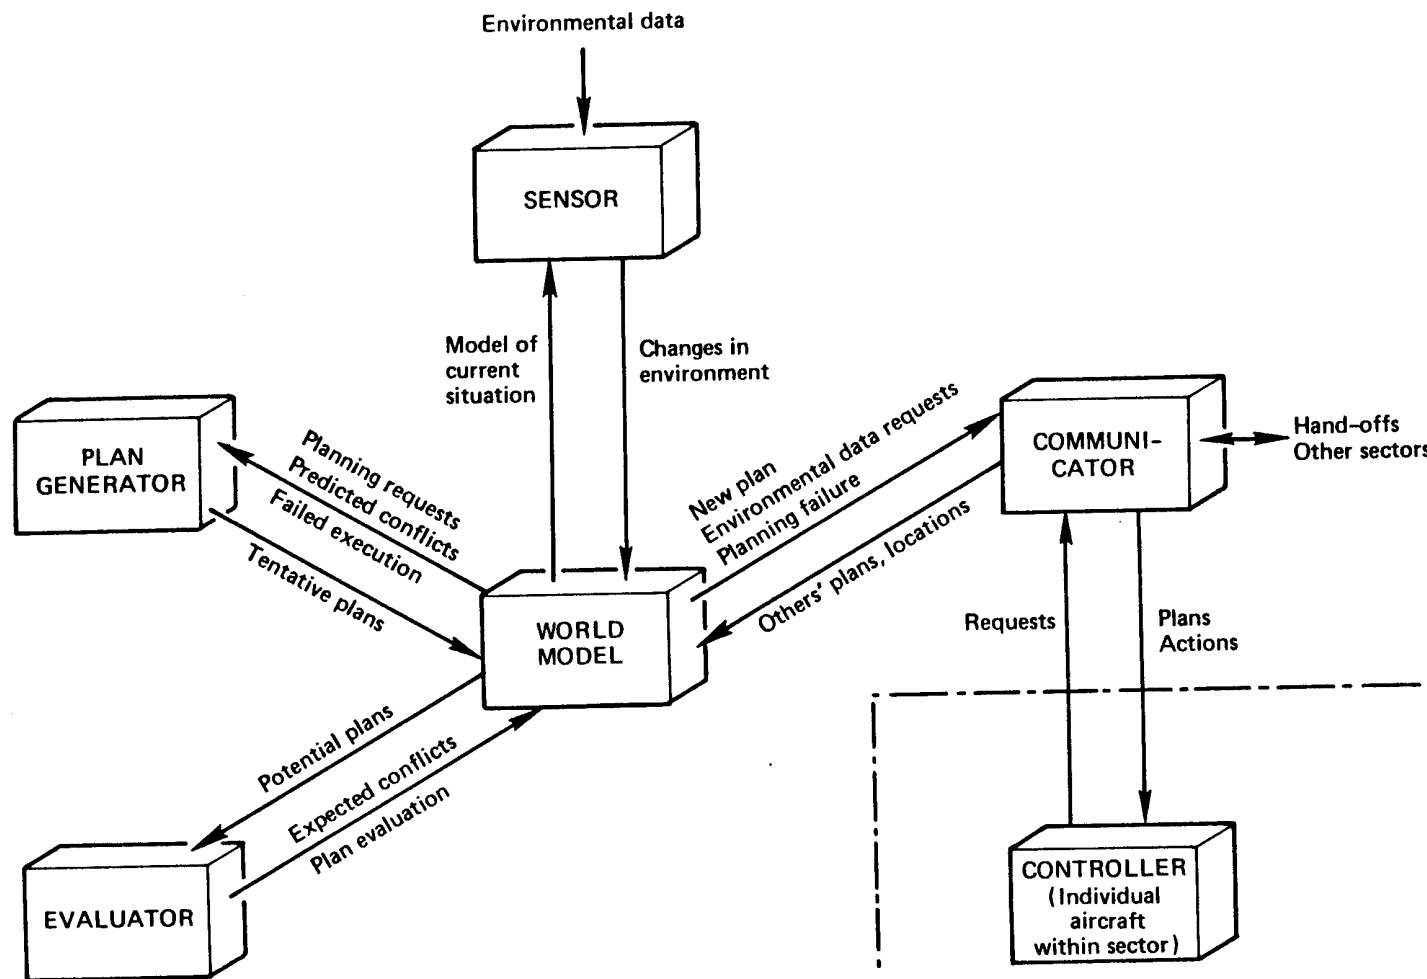 Environmental data
SENSOR
Model of
current
situation
Changes in
environment
PLAN
GENERATOR
Planning requests
Predicted conflicts
Failed execution
Tentative plans
New plan
Environmental data requests
Planning failure
Others' plans, locations
COMMUNI-
CATOR
Hand-offs
Other sectors
WORLD
MODEL
Requests
Plans
Actions
Potential plans
Expected conflicts
Plan evaluation
EVALUATOR
CONTROLLER
(Individual
aircraft
within sector)